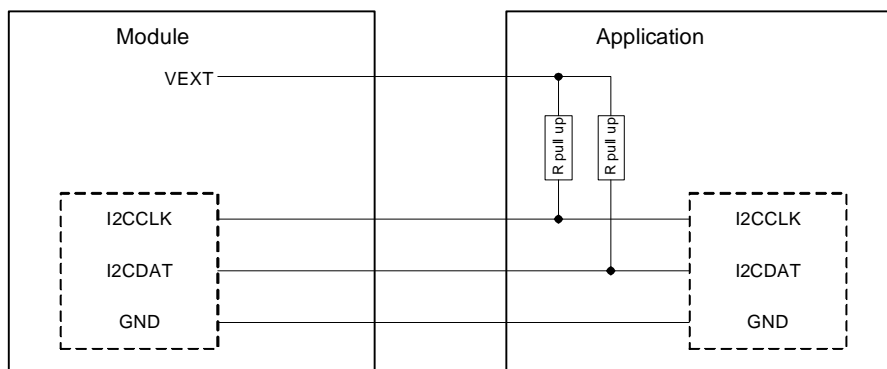 Module
Application
VEXT
R pull up
R pull up
I2CCLK
I2CCLK
I2CDAT
I2CDAT
GND
GND